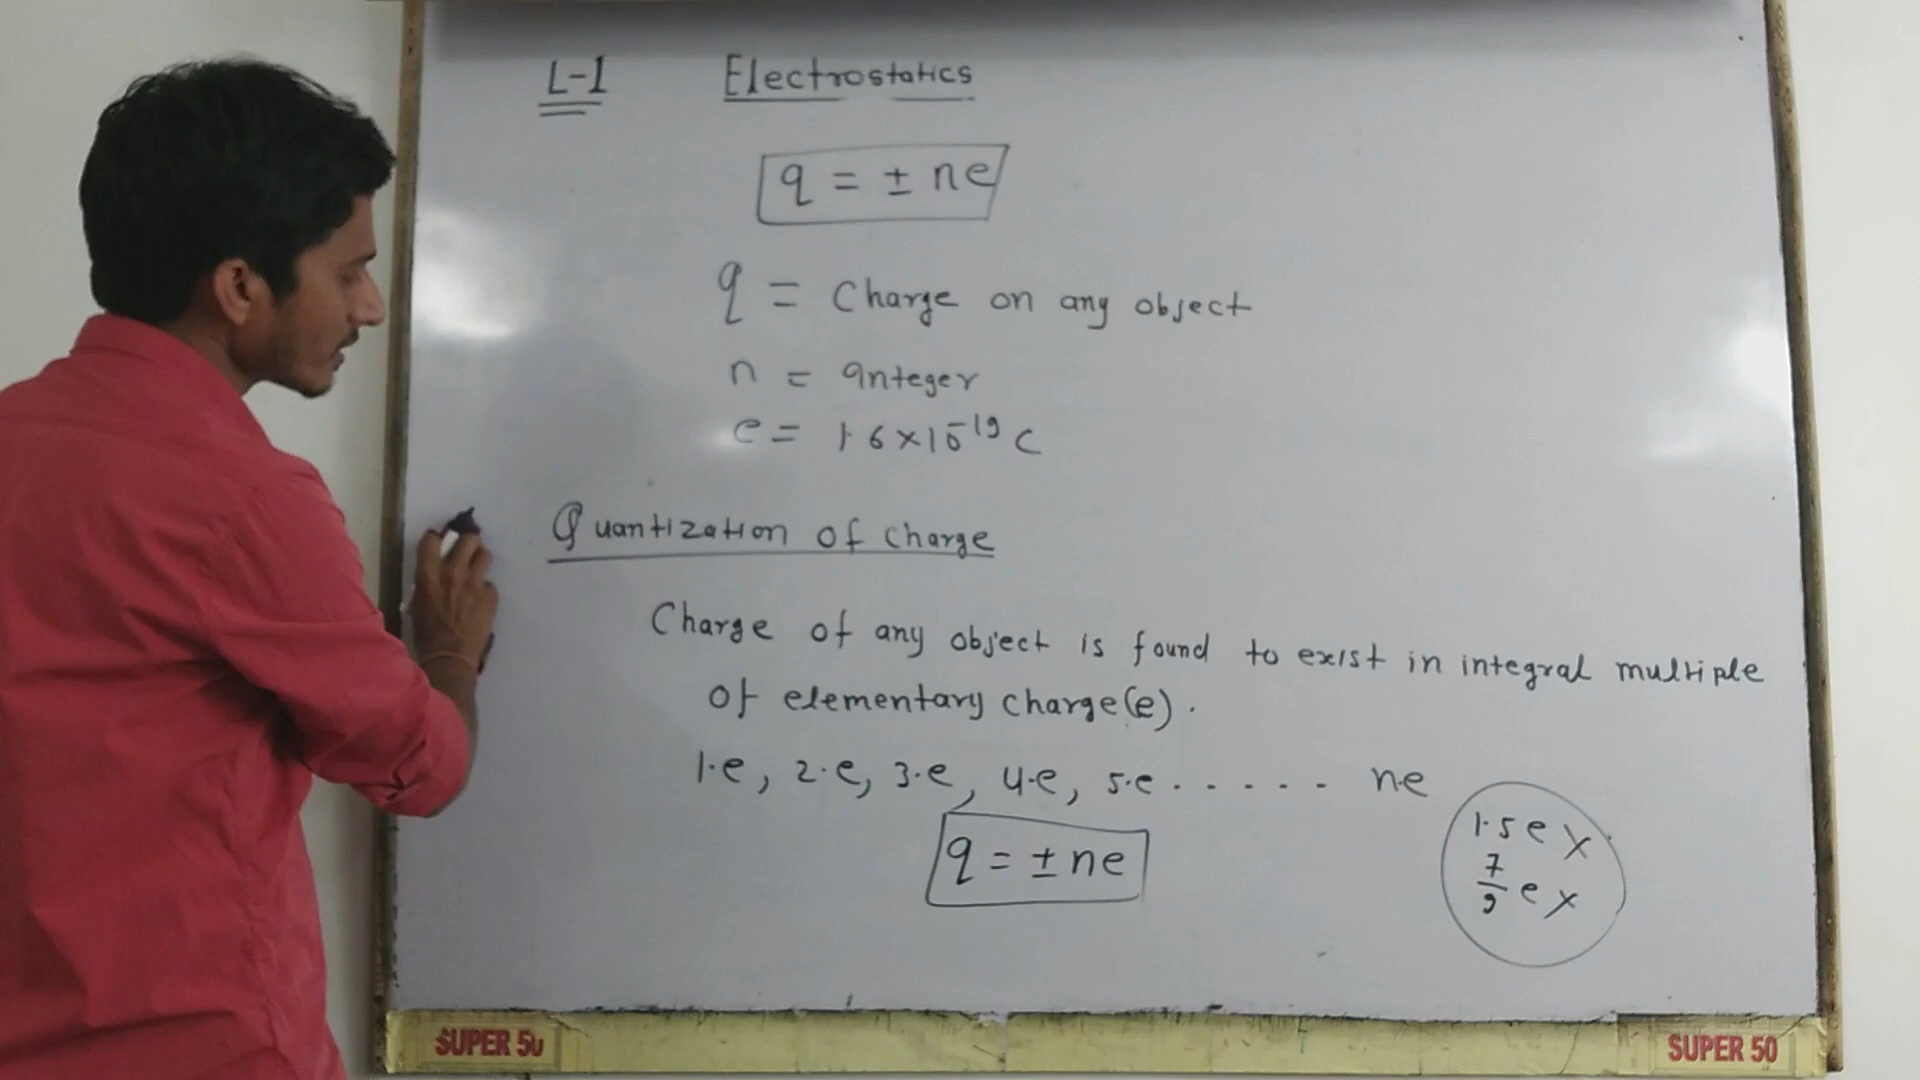 L-1 Electrostatics
q = ± ne
q = Charge on any object
n = Integer
e = 1.6×10⁻¹⁹ C
Quantization of charge
Charge of any object is found to exist in integral multiple
of elementary charge(e).
1·e, 2·e, 3·e, 4·e, 5·e . . . . . n·e
q = ± ne
1.5 e ×
7/9 e ×
SUPER 50 SUPER 50